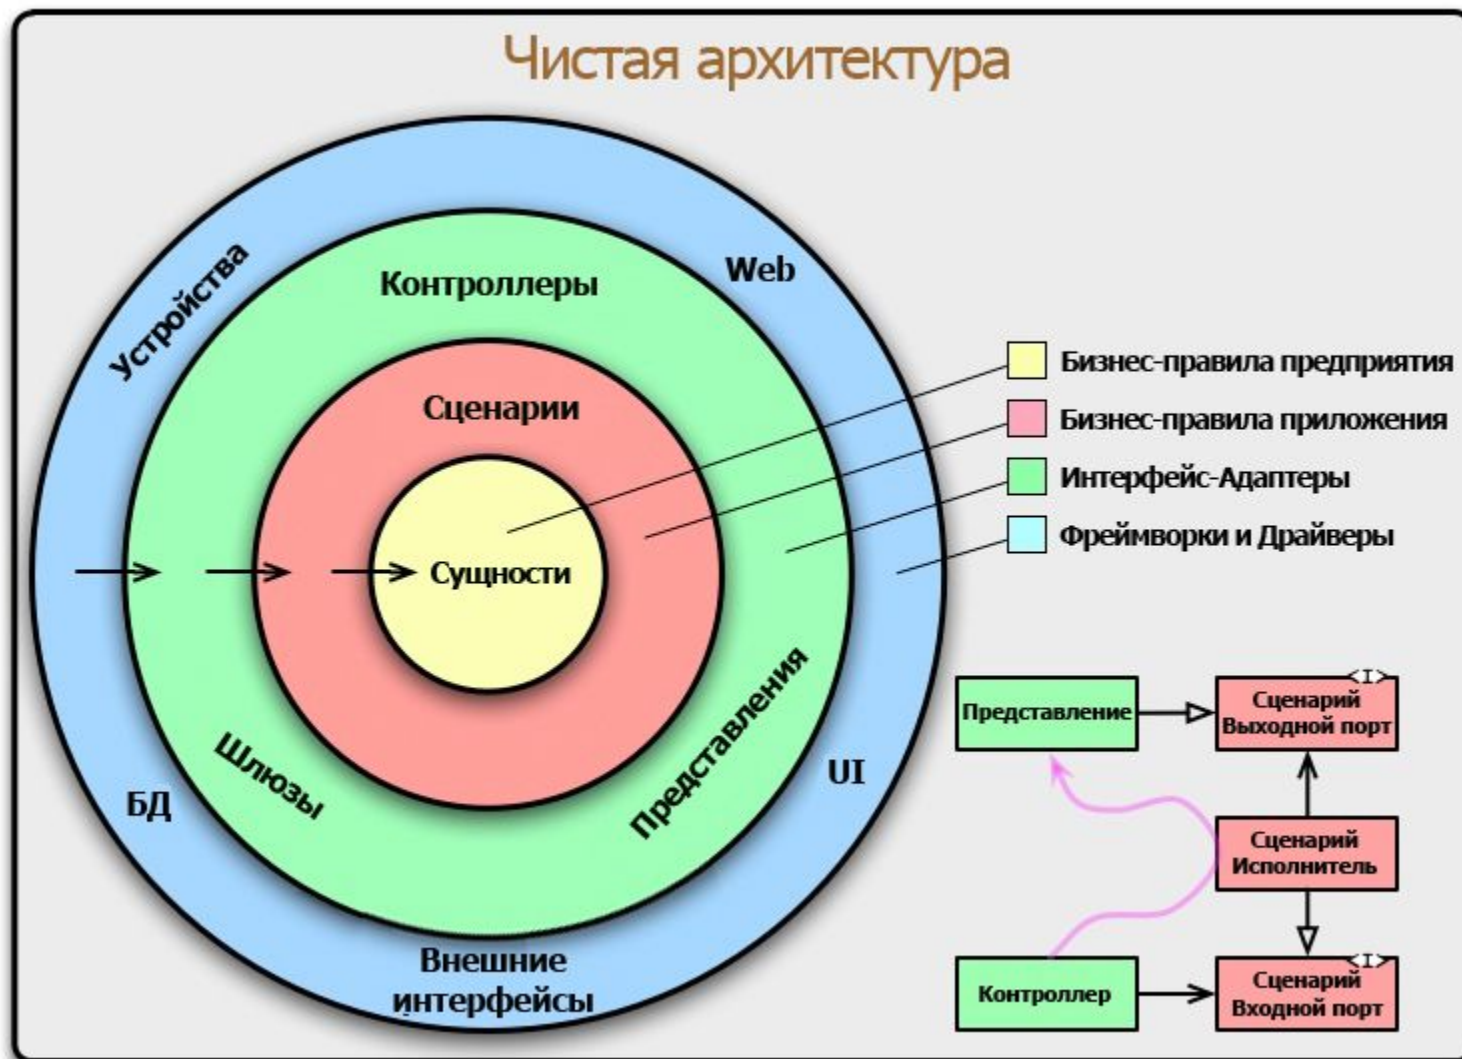 Чистая архитектура
Устройства
Web
Контроллеры
Сценарии
Сущности
Шлюзы
Представления
БД
UI
Внешние
интерфейсы
Бизнес-правила предприятия
Бизнес-правила приложения
Интерфейс-Адаптеры
Фреймворки и Драйверы
Представление
<I>
Сценарий
Выходной порт
Сценарий
Исполнитель
Контроллер
<I>
Сценарий
Входной порт